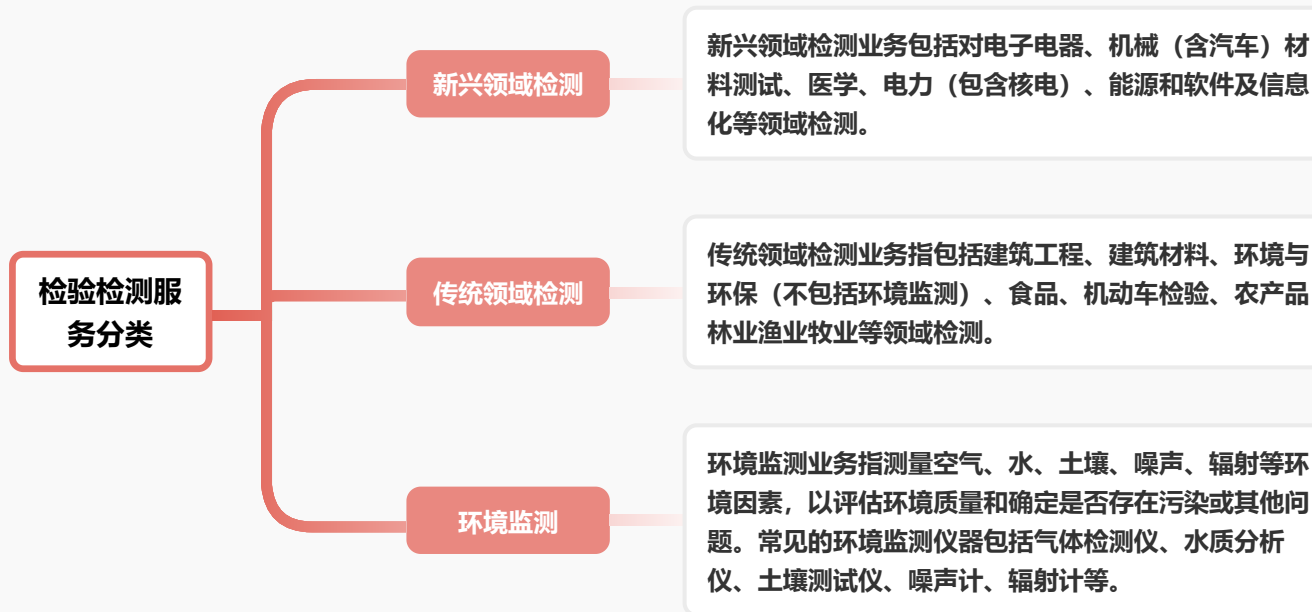 检验检测服
务分类
新兴领域检测
新兴领域检测业务包括对电子电器、机械（含汽车）材
料测试、医学、电力（包含核电）、能源和软件及信息
化等领域检测。
传统领域检测
传统领域检测业务指包括建筑工程、建筑材料、环境与
环保（不包括环境监测）、食品、机动车检验、农产品
林业渔业牧业等领域检测。
环境监测
环境监测业务指测量空气、水、土壤、噪声、辐射等环
境因素，以评估环境质量和确定是否存在污染或其他问
题。常见的环境监测仪器包括气体检测仪、水质分析
仪、土壤测试仪、噪声计、辐射计等。